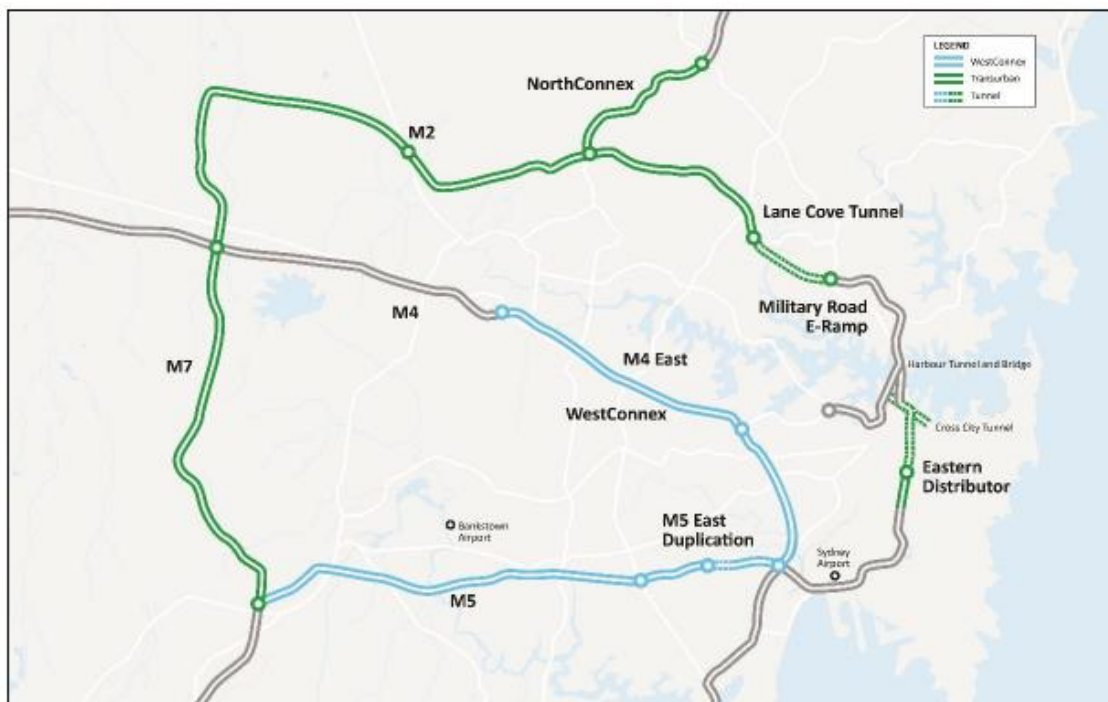 LEGEND
WestConnex
Transurban
Tunnel
NorthConnex
M2
Lane Cove Tunnel
Military Road
E-Ramp
M4
M7
M4 East
Harbour Tunnel and Bridge
WestConnex
Cross City Tunnel
Eastern
Distributor
M5 East
Duplication
Bankstown
Airport
Sydney
Airport
M5